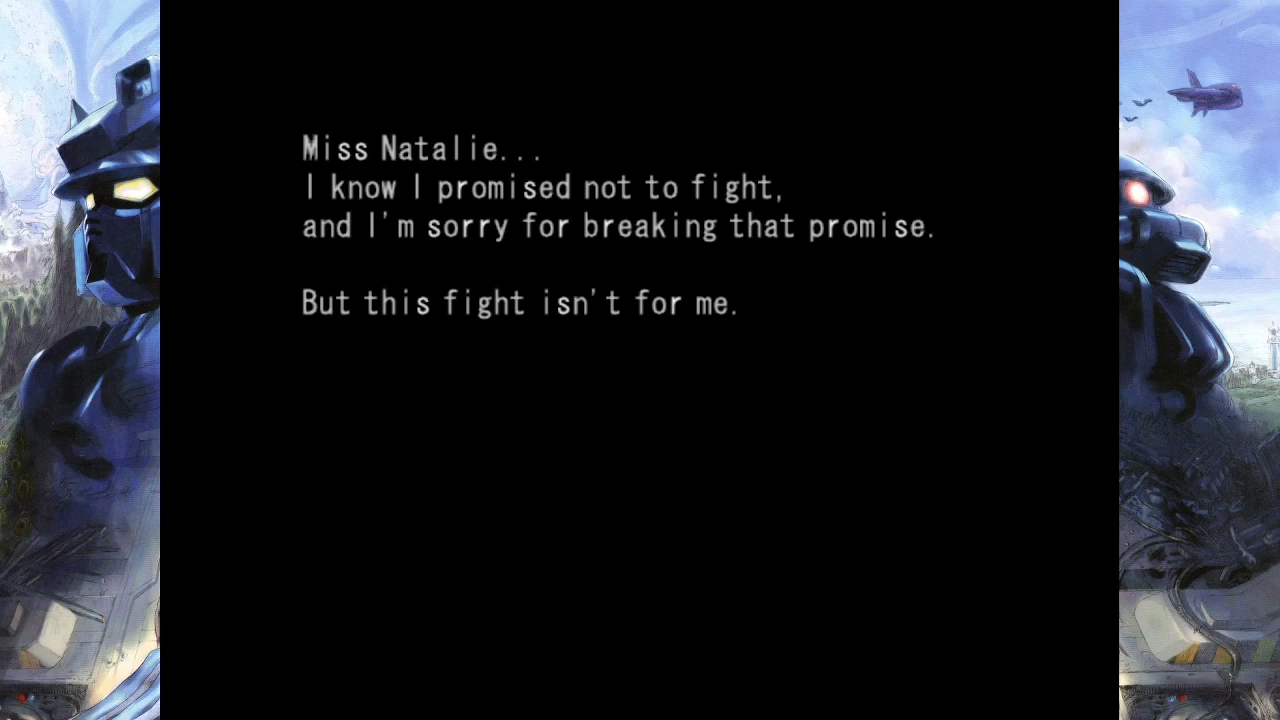 Miss Natalie...
I know I promised not to fight,
and I'm sorry for breaking that promise.
But this fight isn't for me.